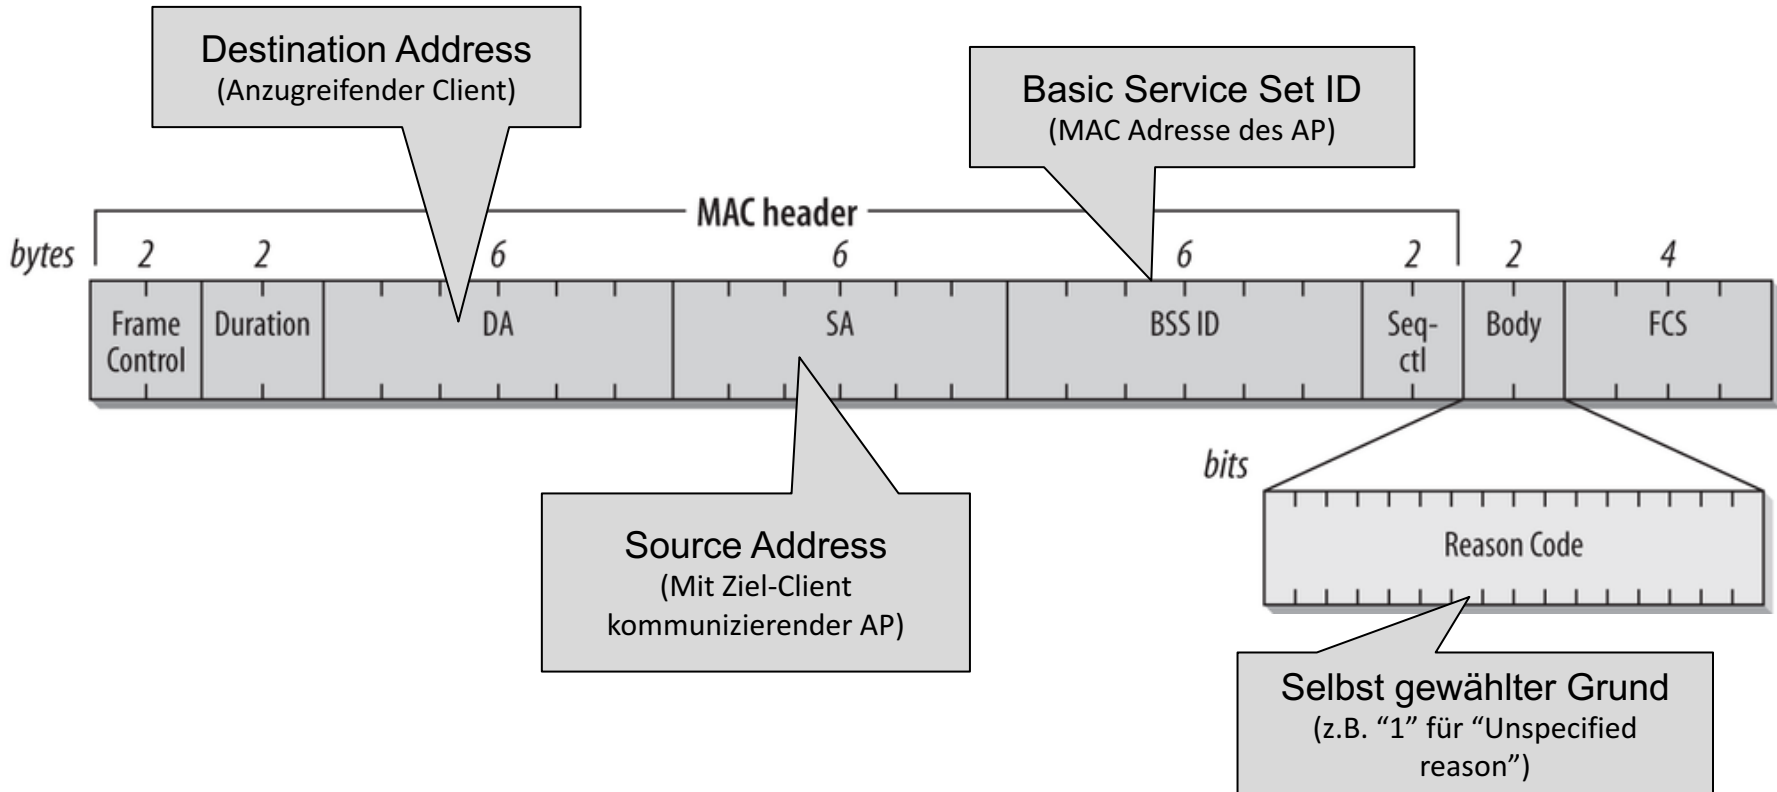 Destination Address
(Anzugreifender Client)
Basic Service Set ID
(MAC Adresse des AP)
MAC header
bytes 2 2 6 6 6 2 2 4
Frame Control Duration DA SA BSS ID Seq-ctl Body FCS
bits
Reason Code
Source Address
(Mit Ziel-Client
kommunizierender AP)
Selbst gewählter Grund
(z.B. “1” für “Unspecified
reason”)